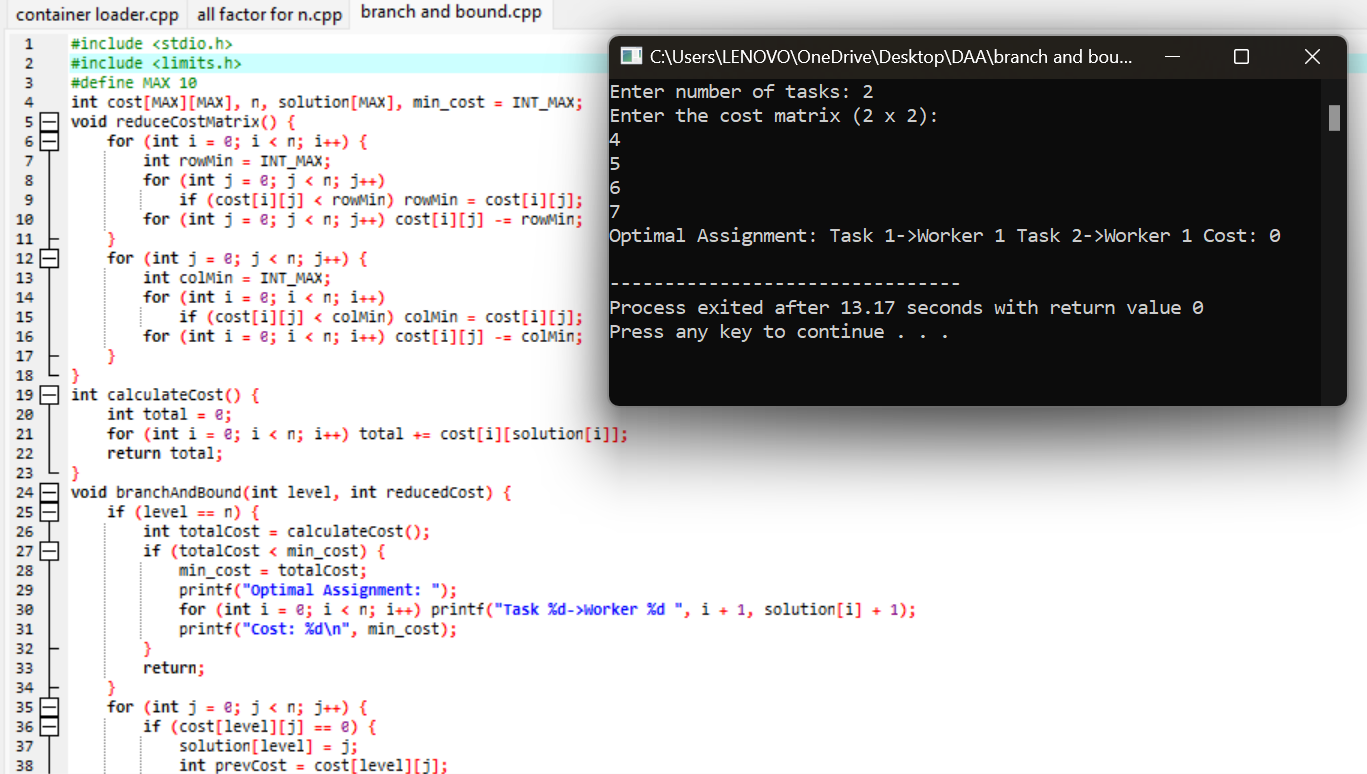 container loader.cpp all factor for n.cpp branch and bound.cpp
1 #include <stdio.h>
2 #include <limits.h>
3 #define MAX 10
4 int cost[MAX][MAX], n, solution[MAX], min_cost = INT_MAX;
5 void reduceCostMatrix() {
6 for (int i = 0; i < n; i++) {
7 int rowMin = INT_MAX;
8 for (int j = 0; j < n; j++)
9 if (cost[i][j] < rowMin) rowMin = cost[i][j];
10 for (int j = 0; j < n; j++) cost[i][j] -= rowMin;
11 }
12 for (int j = 0; j < n; j++) {
13 int colMin = INT_MAX;
14 for (int i = 0; i < n; i++)
15 if (cost[i][j] < colMin) colMin = cost[i][j];
16 for (int i = 0; i < n; i++) cost[i][j] -= colMin;
17 }
18 }
19 int calculateCost() {
20 int total = 0;
21 for (int i = 0; i < n; i++) total += cost[i][solution[i]];
22 return total;
23 }
24 void branchAndBound(int level, int reducedCost) {
25 if (level == n) {
26 int totalCost = calculateCost();
27 if (totalCost < min_cost) {
28 min_cost = totalCost;
29 printf("Optimal Assignment: ");
30 for (int i = 0; i < n; i++) printf("Task %d->Worker %d ", i + 1, solution[i] + 1);
31 printf("Cost: %d\n", min_cost);
32 }
33 return;
34 }
35 for (int j = 0; j < n; j++) {
36 if (cost[level][j] == 0) {
37 solution[level] = j;
38 int prevCost = cost[level][j];
C:\Users\LENOVO\OneDrive\Desktop\DAA\branch and bou...
Enter number of tasks: 2
Enter the cost matrix (2 x 2):
4
5
6
7
Optimal Assignment: Task 1->Worker 1 Task 2->Worker 1 Cost: 0
--------------------------------
Process exited after 13.17 seconds with return value 0
Press any key to continue . . .